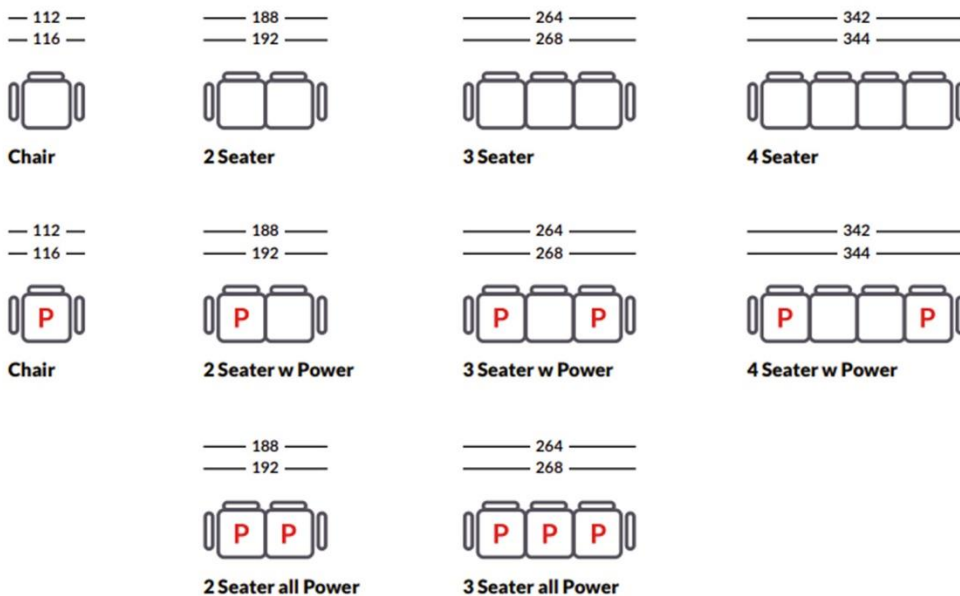 112 188 264 342
116 192 268 344
Chair 2 Seater 3 Seater 4 Seater
112 188 264 342
116 192 268 344
P P P P P P
Chair 2 Seater w Power 3 Seater w Power 4 Seater w Power
188 264
192 268
P P P P P
2 Seater all Power 3 Seater all Power